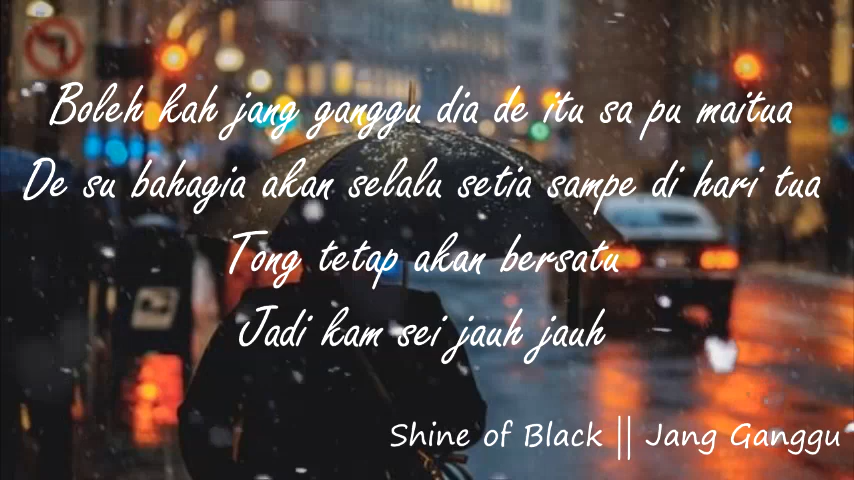 Boleh kah jang ganggu dia de itu sa pu maitua
De su bahagia akan selalu setia sampe di hari tua
Tong tetap akan bersatu
Jadi kam sei jauh jauh
Shine of Black || Jang Ganggu